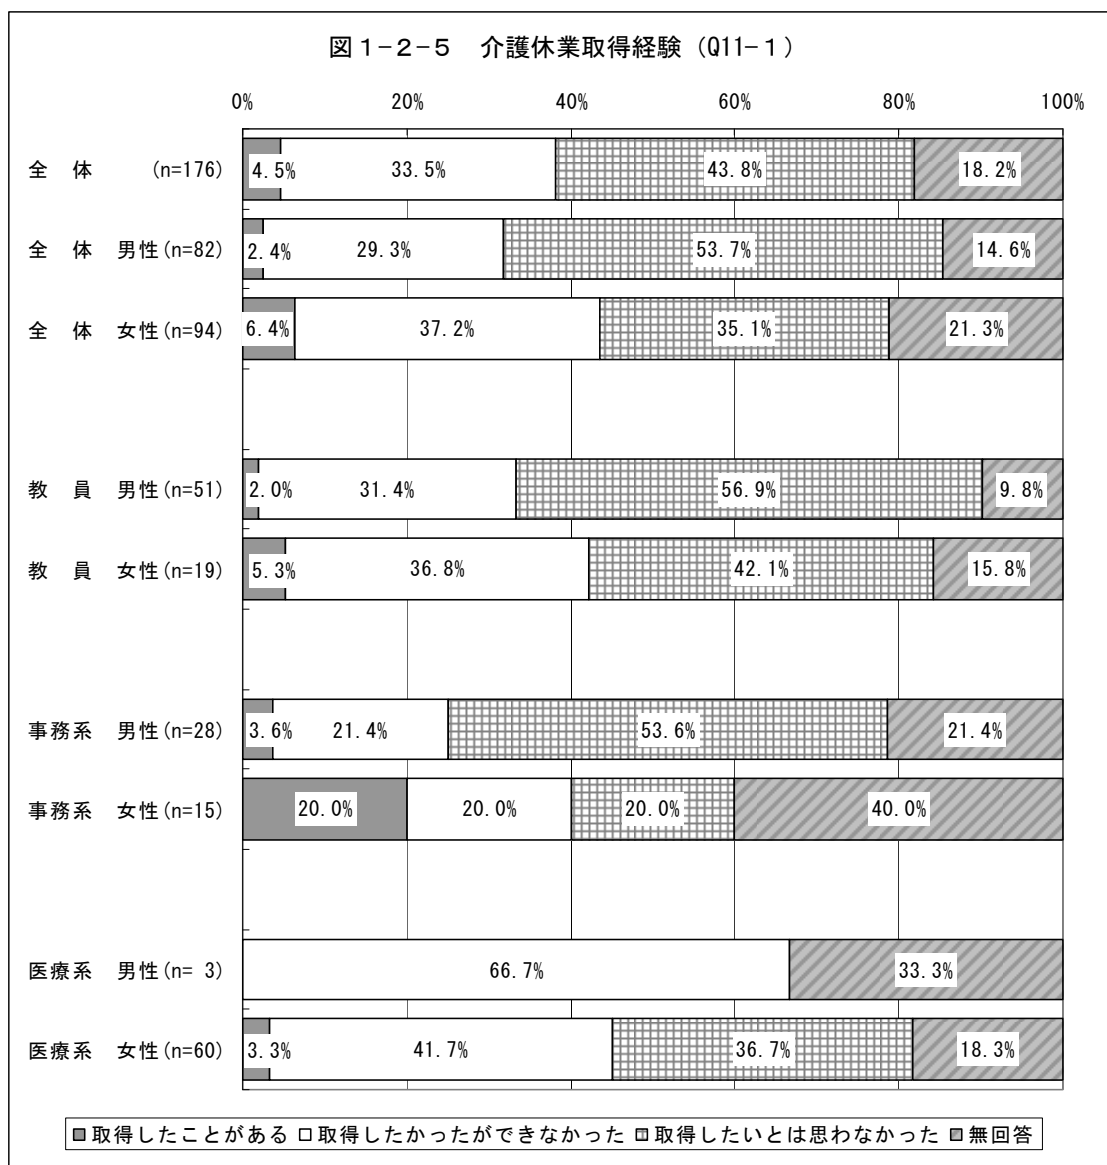 図１−２−５　介護休業取得経験（Q11−１）
0% 20% 40% 60% 80% 100%
全　体　　　(n=176) 4.5% 33.5% 43.8% 18.2%
全　体　男性(n=82) 2.4% 29.3% 53.7% 14.6%
全　体　女性(n=94) 6.4% 37.2% 35.1% 21.3%
教　員　男性(n=51) 2.0% 31.4% 56.9% 9.8%
教　員　女性(n=19) 5.3% 36.8% 42.1% 15.8%
事務系　男性(n=28) 3.6% 21.4% 53.6% 21.4%
事務系　女性(n=15) 20.0% 20.0% 20.0% 40.0%
医療系　男性(n= 3) 66.7% 33.3%
医療系　女性(n=60) 3.3% 41.7% 36.7% 18.3%
取得したことがある 取得したかったができなかった 取得したいとは思わなかった 無回答